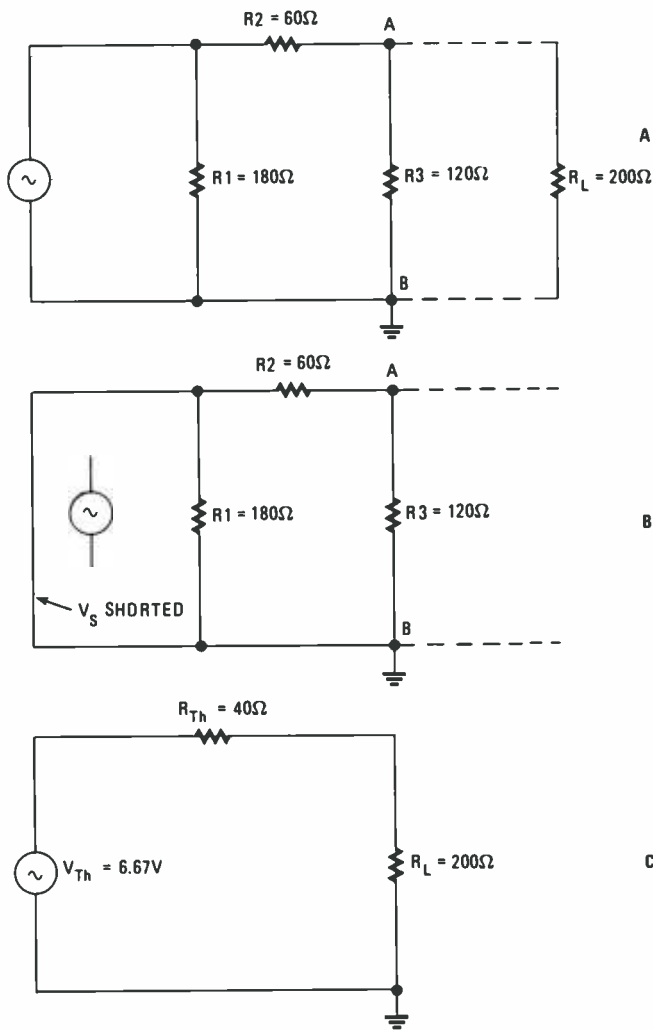 R2 = 60Ω
A
R1 = 180Ω
R3 = 120Ω
R_L = 200Ω
A
B
R2 = 60Ω
A
R1 = 180Ω
R3 = 120Ω
B
V_S SHORTED
B
R_Th = 40Ω
V_Th = 6.67V
R_L = 200Ω
C